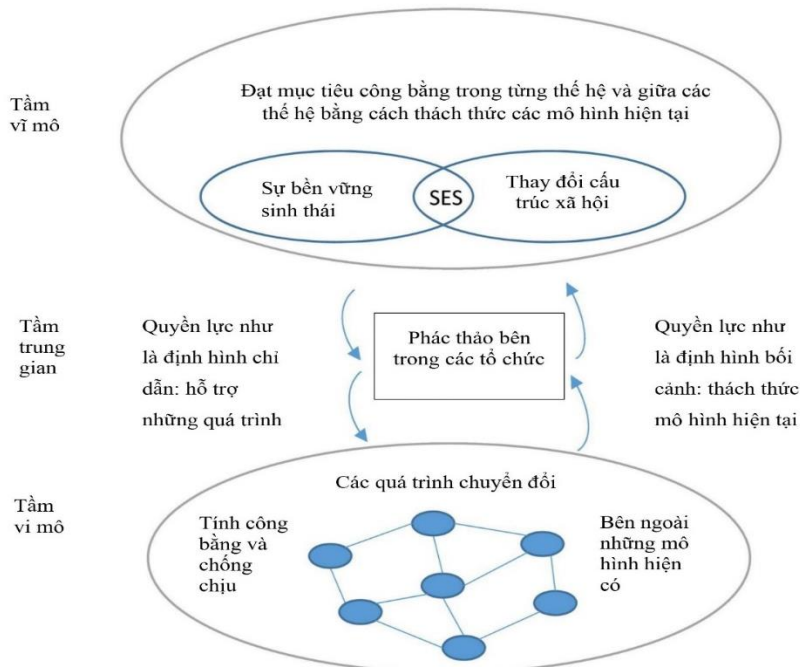 Tầm
vĩ mô
Đạt mục tiêu công bằng trong từng thế hệ và giữa các
thế hệ bằng cách thách thức các mô hình hiện tại
Sự bền vững
sinh thái
SES
Thay đổi cấu
trúc xã hội
Tầm
trung
gian
Quyền lực như
là định hình chỉ
dẫn: hỗ trợ
những quá trình
Phác thảo bên
trong các tổ chức
Quyền lực như
là định hình bối
cảnh: thách thức
mô hình hiện tại
Tầm
vi mô
Các quá trình chuyển đổi
Tính công
bằng và
chống
chịu
Bên ngoài
những mô
hình hiện
có